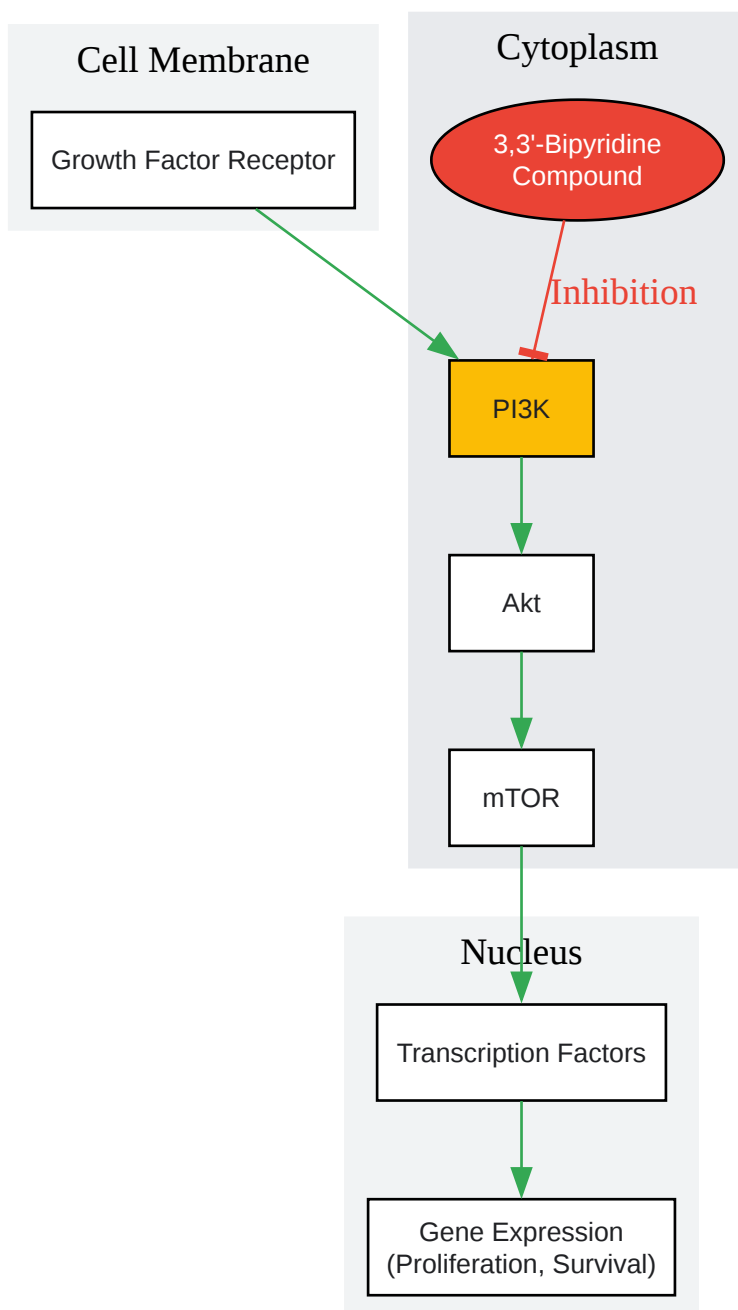 Cell Membrane
Growth Factor Receptor
Cytoplasm
3,3'-Bipyridine
Compound
Inhibition
PI3K
Akt
mTOR
Nucleus
Transcription Factors
Gene Expression
(Proliferation, Survival)